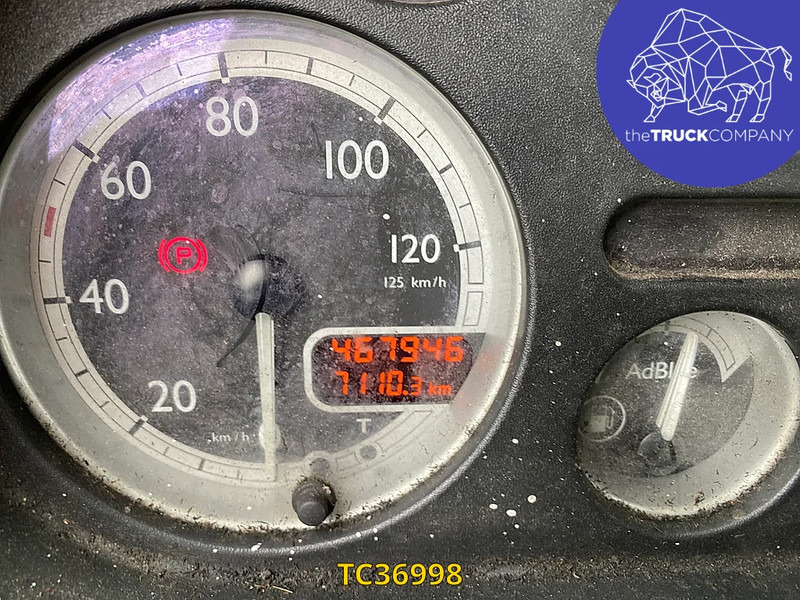 theTRUCKCOMPANY
80
100
60
P
120
125 km/h
40
467946
7110.3 km
20
km/h
T
AdBlue
TC36998